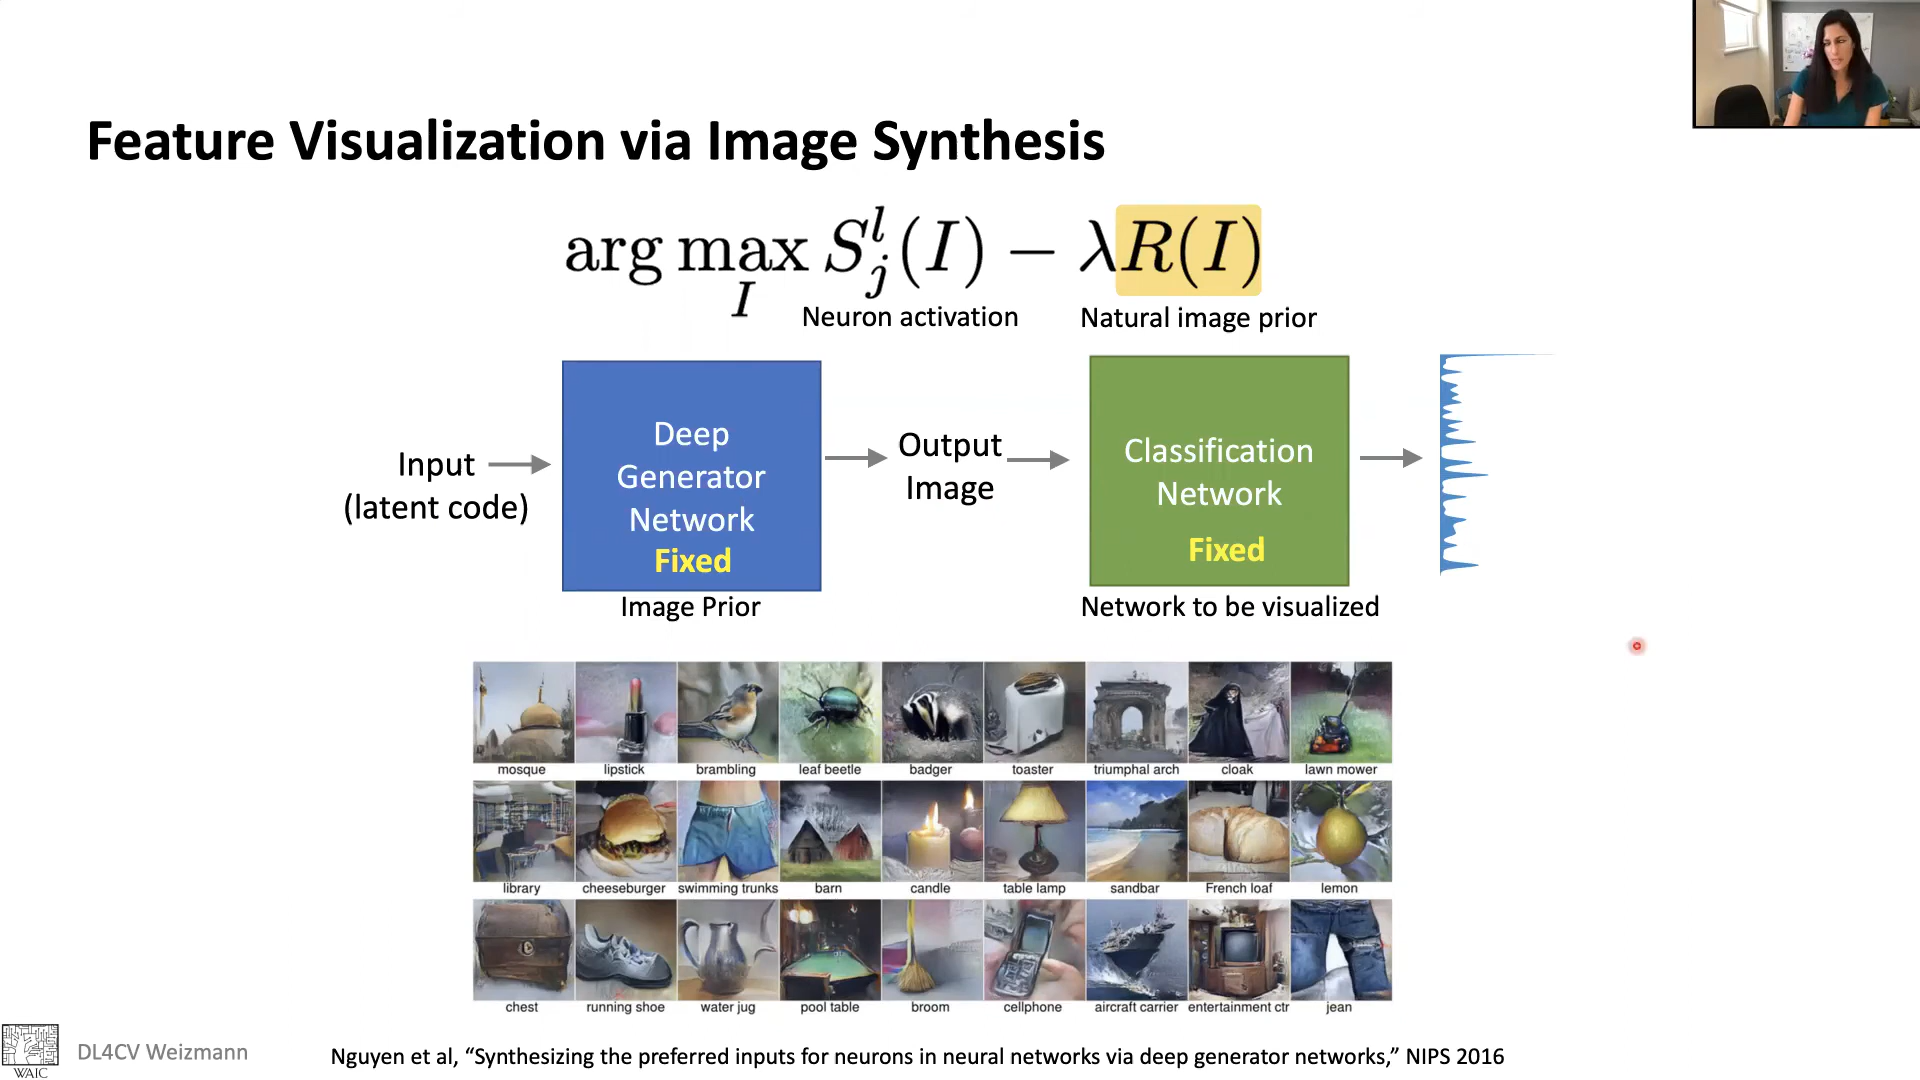 Feature Visualization via Image Synthesis
arg max S_j^l(I) − λR(I)
I
Neuron activation
Natural image prior
Input
(latent code)
Deep
Generator
Network
Fixed
Image Prior
Output
Image
Classification
Network
Fixed
Network to be visualized
mosque lipstick brambling leaf beetle badger toaster triumphal arch cloak lawn mower
library cheeseburger swimming trunks barn candle table lamp sandbar French loaf lemon
chest running shoe water jug pool table broom cellphone aircraft carrier entertainment ctr jean
WAIC
DL4CV Weizmann
Nguyen et al, “Synthesizing the preferred inputs for neurons in neural networks via deep generator networks,” NIPS 2016